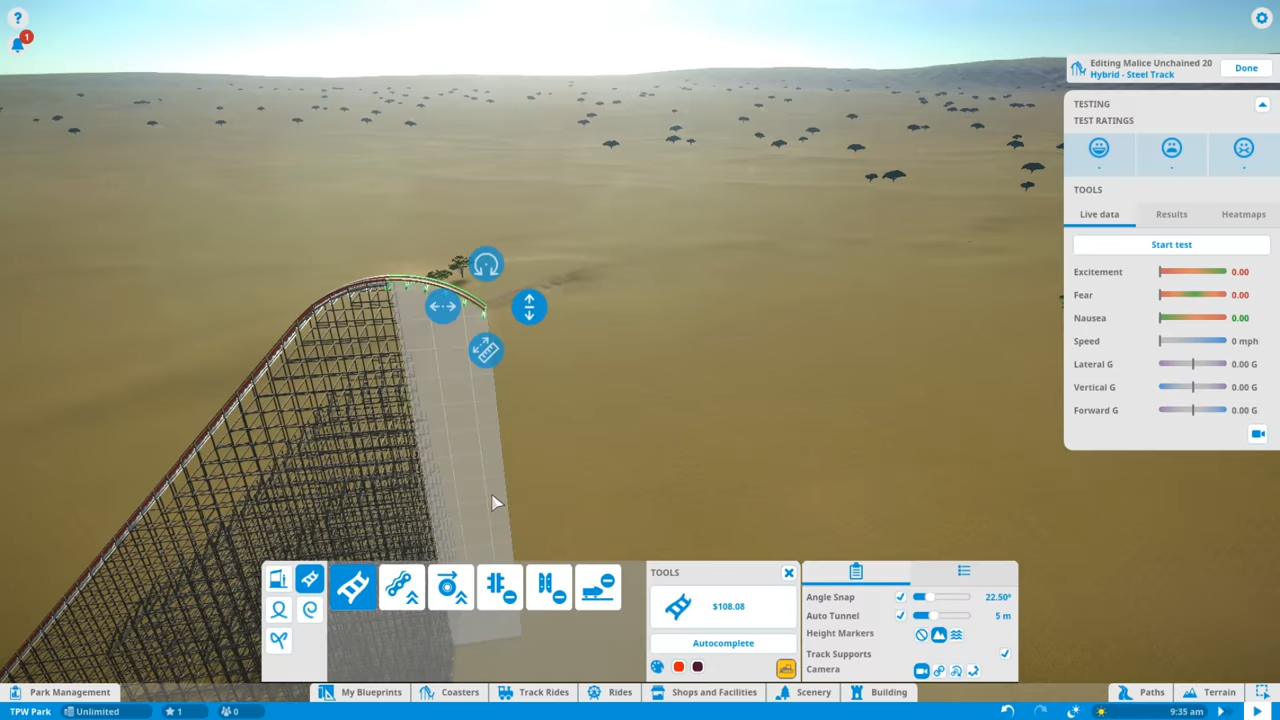 ?
1
Editing Malice Unchained 20
Hybrid - Steel Track
Done
TESTING
TEST RATINGS
- - -
TOOLS
Live data Results Heatmaps
Start test
Excitement 0.00
Fear 0.00
Nausea 0.00
Speed 0 mph
Lateral G 0.00 G
Vertical G 0.00 G
Forward G 0.00 G
TOOLS
$108.08
Autocomplete
Angle Snap 22.50°
Auto Tunnel 5 m
Height Markers
Track Supports
Camera
Park Management My Blueprints Coasters Track Rides Rides Shops and Facilities Scenery Building Paths Terrain
TPW Park Unlimited 1 0 9:35 am